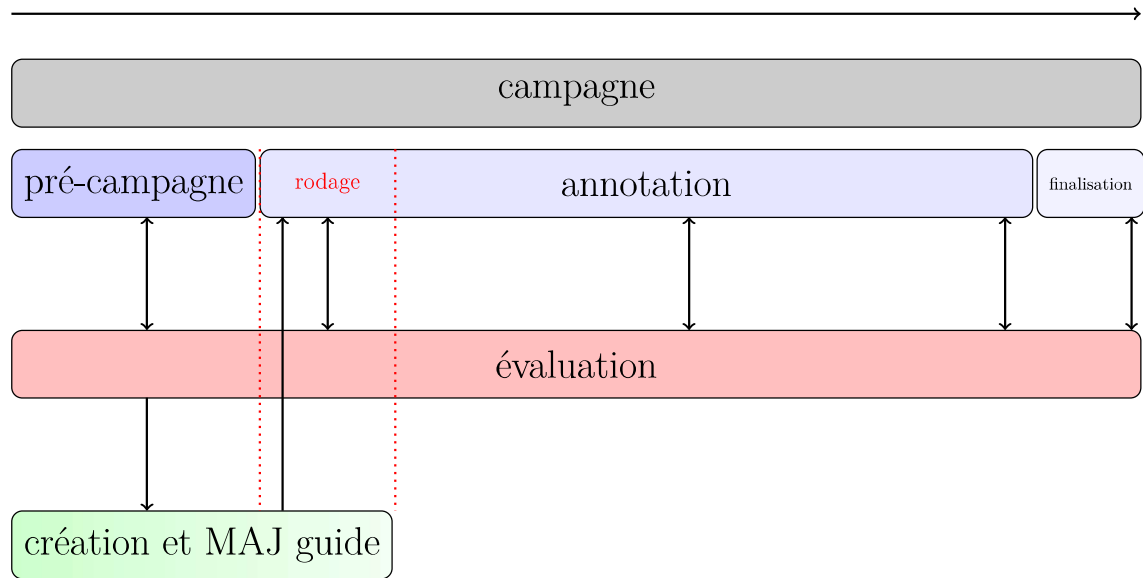 campagne
pré-campagne
rodage
annotation
finalisation
évaluation
création et MAJ guide